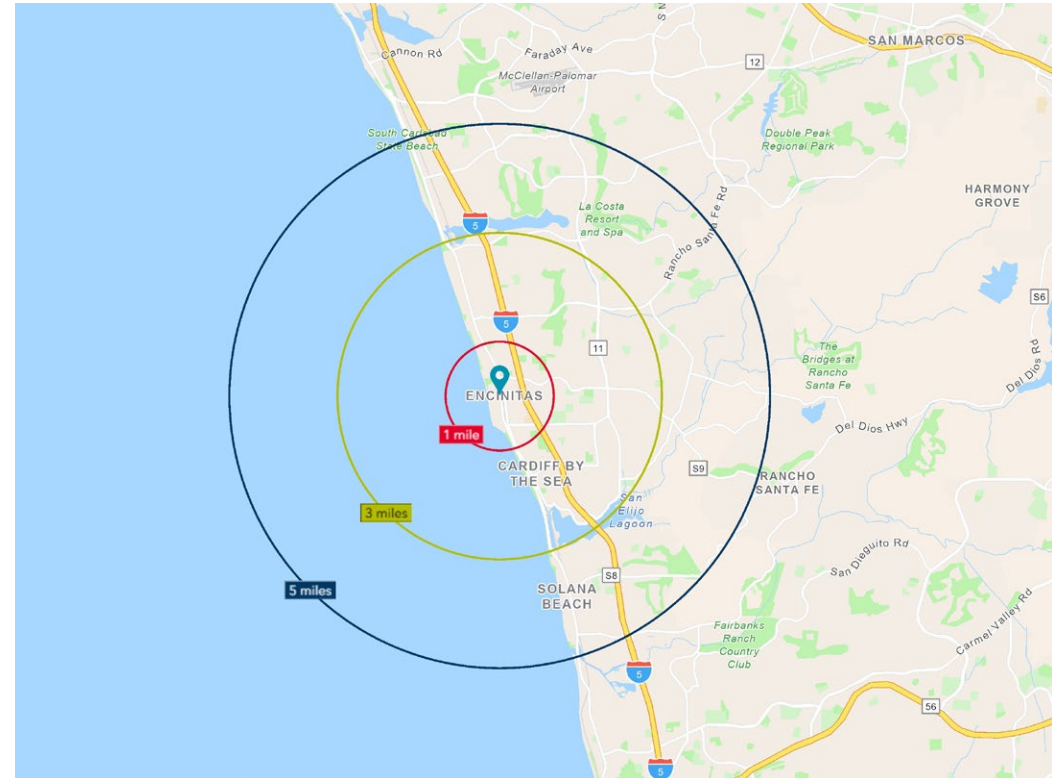 Cannon Rd
Faraday Ave
S N
SAN MARCOS
12
McClellan-Palomar
Airport
South Carlsbad
State Beach
Double Peak
Regional Park
HARMONY
GROVE
La Costa
Resort
and Spa
Rancho Santa Fe Rd
5
S6
5
11
The
Bridges at
Rancho
Santa Fe
Del Dios Rd
ENCINITAS
Del Dios Hwy
1 mile
CARDIFF BY
THE SEA
S9
RANCHO
SANTA FE
San
Elijo
Lagoon
3 miles
San Dieguito Rd
S8
5 miles
SOLANA
BEACH
Fairbanks
Ranch
Country
Club
Carmel Valley Rd
5
56
5